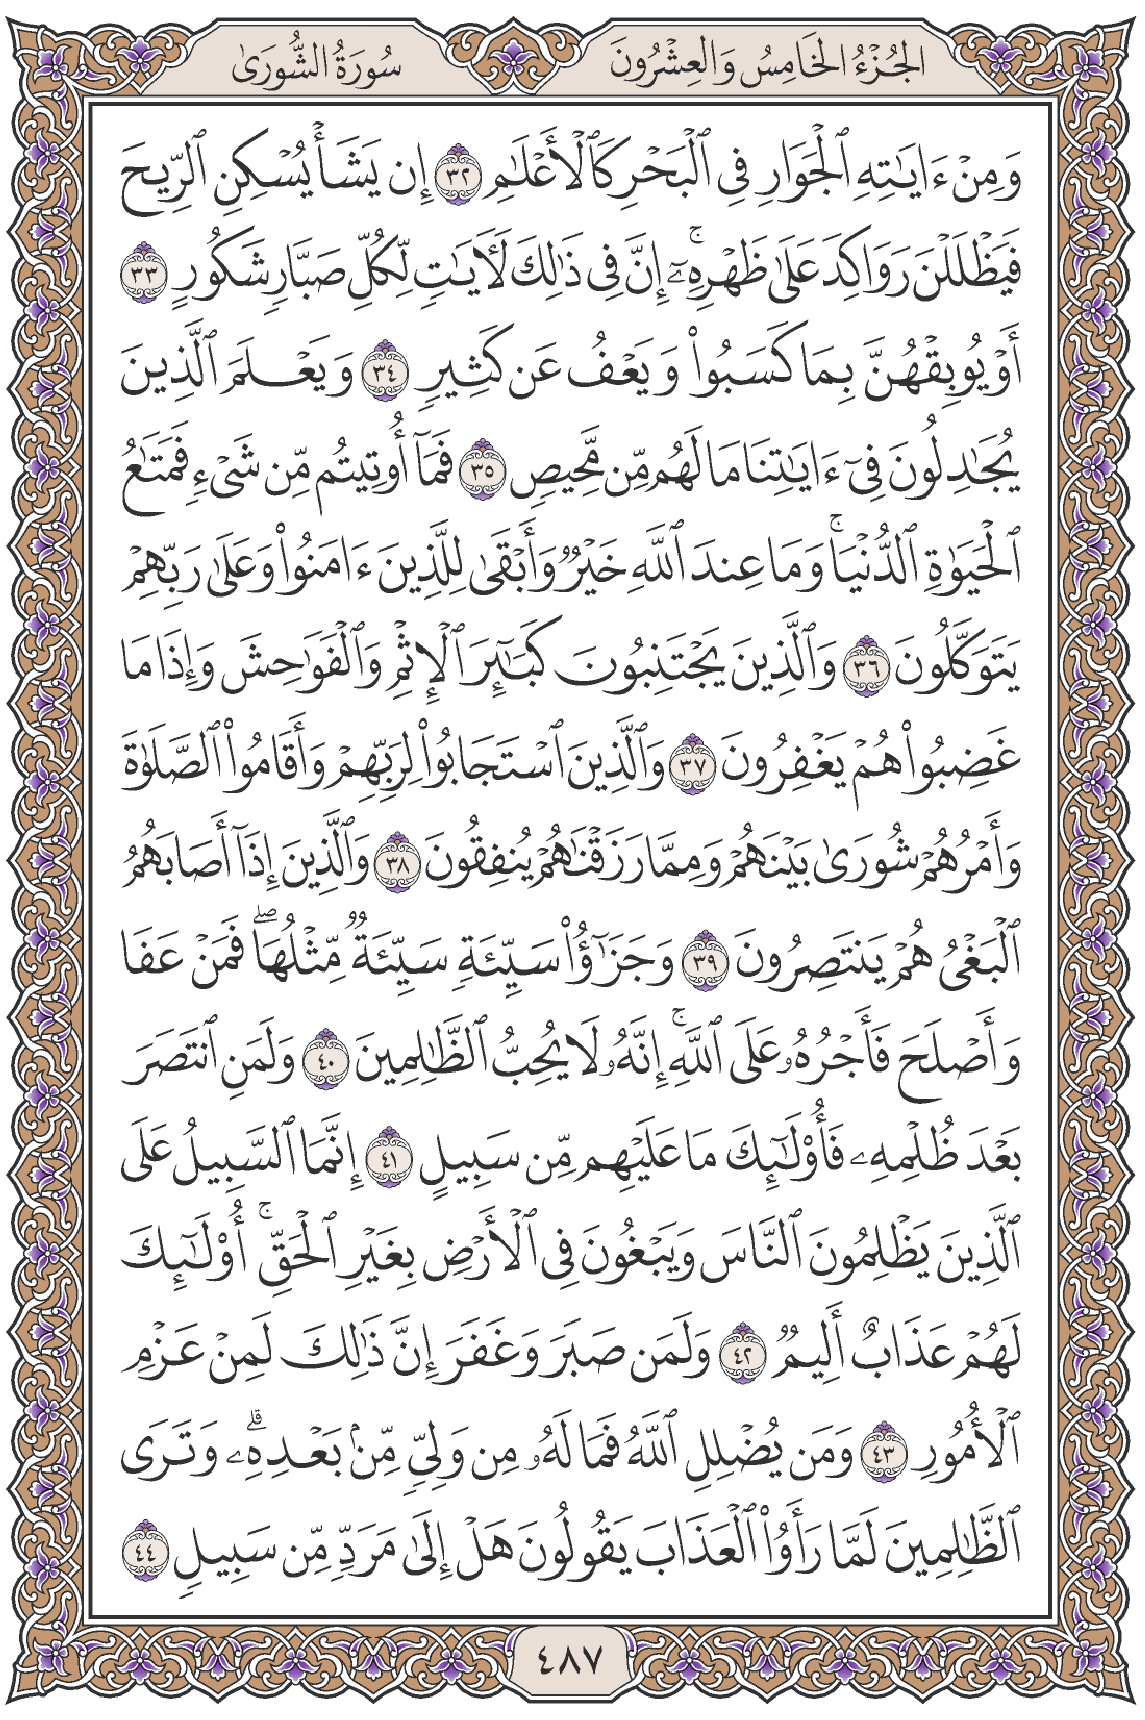 الجُزْءُ الخَامِسُ وَالعِشْرُونَ
سُورَةُ الشُّورَىٰ
وَمِنْ ءَايَـٰتِهِ ٱلْجَوَارِ فِى ٱلْبَحْرِ كَٱلْأَعْلَـٰمِ ٣٢ إِن يَشَأْ يُسْكِنِ ٱلرِّيحَ
فَيَظْلَلْنَ رَوَاكِدَ عَلَىٰ ظَهْرِهِۦٓ ۚ إِنَّ فِى ذَٰلِكَ لَـَٔايَـٰتٍ لِّكُلِّ صَبَّارٍ شَكُورٍ ٣٣
أَوْ يُوبِقْهُنَّ بِمَا كَسَبُوا۟ وَيَعْفُ عَن كَثِيرٍ ٣٤ وَيَعْلَمَ ٱلَّذِينَ
يُجَـٰدِلُونَ فِىٓ ءَايَـٰتِنَا مَا لَهُم مِّن مَّحِيصٍ ٣٥ فَمَآ أُوتِيتُم مِّن شَىْءٍ فَمَتَـٰعُ
ٱلْحَيَوٰةِ ٱلدُّنْيَا ۚ وَمَا عِندَ ٱللَّهِ خَيْرٌ وَأَبْقَىٰ لِلَّذِينَ ءَامَنُوا۟ وَعَلَىٰ رَبِّهِمْ
يَتَوَكَّلُونَ ٣٦ وَٱلَّذِينَ يَجْتَنِبُونَ كَبَـٰٓئِرَ ٱلْإِثْمِ وَٱلْفَوَٰحِشَ وَإِذَا مَا
غَضِبُوا۟ هُمْ يَغْفِرُونَ ٣٧ وَٱلَّذِينَ ٱسْتَجَابُوا۟ لِرَبِّهِمْ وَأَقَامُوا۟ ٱلصَّلَوٰةَ
وَأَمْرُهُمْ شُورَىٰ بَيْنَهُمْ وَمِمَّا رَزَقْنَـٰهُمْ يُنفِقُونَ ٣٨ وَٱلَّذِينَ إِذَآ أَصَابَهُمُ
ٱلْبَغْىُ هُمْ يَنتَصِرُونَ ٣٩ وَجَزَٰٓؤُا۟ سَيِّئَةٍ سَيِّئَةٌ مِّثْلُهَا ۖ فَمَنْ عَفَا
وَأَصْلَحَ فَأَجْرُهُۥ عَلَى ٱللَّهِ ۚ إِنَّهُۥ لَا يُحِبُّ ٱلظَّـٰلِمِينَ ٤٠ وَلَمَنِ ٱنتَصَرَ
بَعْدَ ظُلْمِهِۦ فَأُو۟لَـٰٓئِكَ مَا عَلَيْهِم مِّن سَبِيلٍ ٤١ إِنَّمَا ٱلسَّبِيلُ عَلَى
ٱلَّذِينَ يَظْلِمُونَ ٱلنَّاسَ وَيَبْغُونَ فِى ٱلْأَرْضِ بِغَيْرِ ٱلْحَقِّ ۚ أُو۟لَـٰٓئِكَ
لَهُمْ عَذَابٌ أَلِيمٌ ٤٢ وَلَمَن صَبَرَ وَغَفَرَ إِنَّ ذَٰلِكَ لَمِنْ عَزْمِ
ٱلْأُمُورِ ٤٣ وَمَن يُضْلِلِ ٱللَّهُ فَمَا لَهُۥ مِن وَلِىٍّ مِّنۢ بَعْدِهِۦ ۗ وَتَرَى
ٱلظَّـٰلِمِينَ لَمَّا رَأَوُا۟ ٱلْعَذَابَ يَقُولُونَ هَلْ إِلَىٰ مَرَدٍّ مِّن سَبِيلٍ ٤٤
٤٨٧